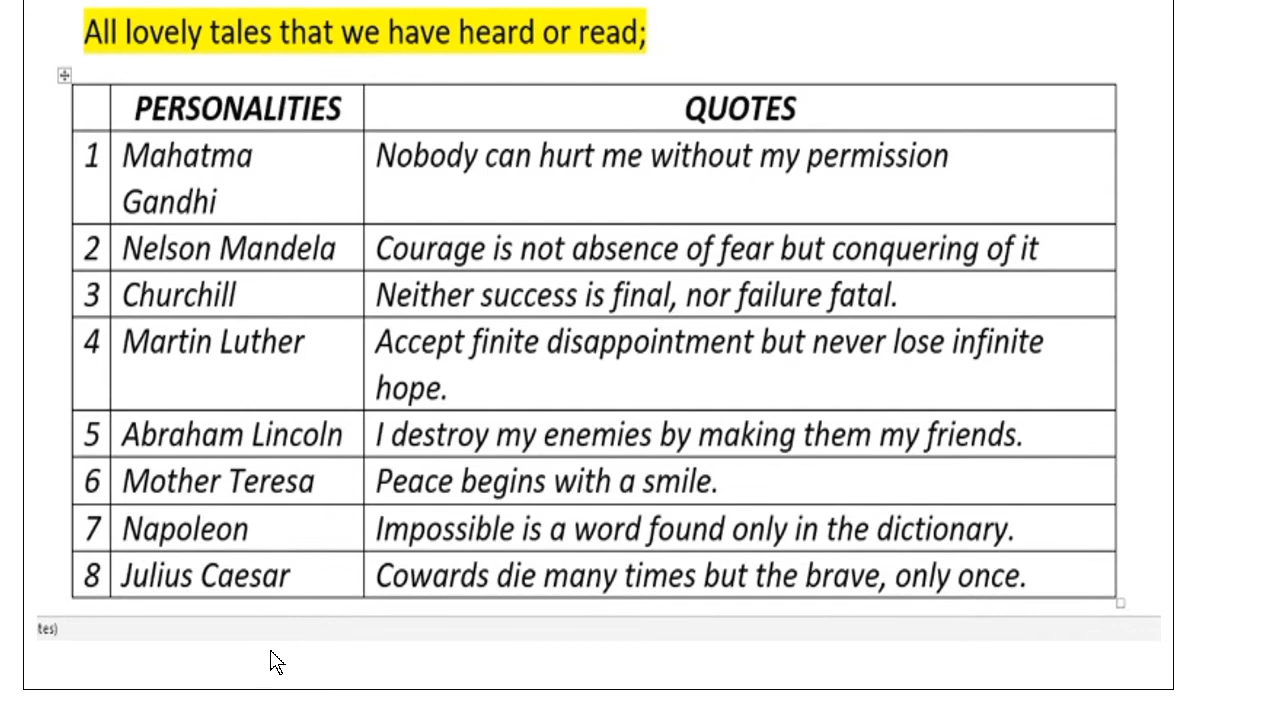 All lovely tales that we have heard or read;
PERSONALITIES QUOTES
1 Mahatma Nobody can hurt me without my permission
Gandhi
2 Nelson Mandela Courage is not absence of fear but conquering of it
3 Churchill Neither success is final, nor failure fatal.
4 Martin Luther Accept finite disappointment but never lose infinite
hope.
5 Abraham Lincoln I destroy my enemies by making them my friends.
6 Mother Teresa Peace begins with a smile.
7 Napoleon Impossible is a word found only in the dictionary.
8 Julius Caesar Cowards die many times but the brave, only once.
tes)